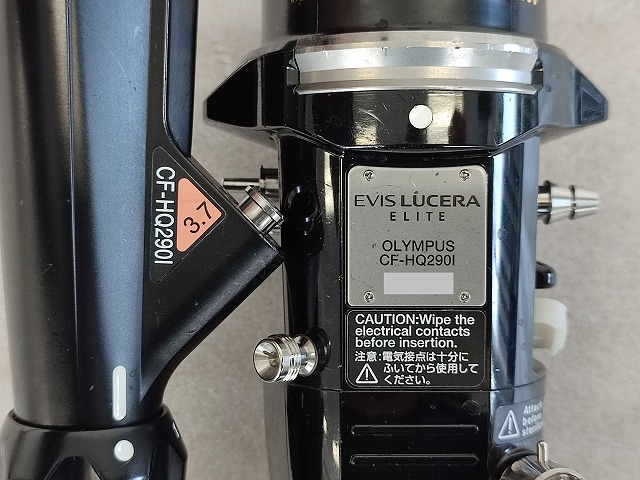 CF-HQ290I
3.7
EVIS LUCERA
ELITE
OLYMPUS
CF-HQ290I
CAUTION:Wipe the
electrical contacts
before insertion.
注意:電気接点は十分に
ふいてから使用して
ください。
Attach
before